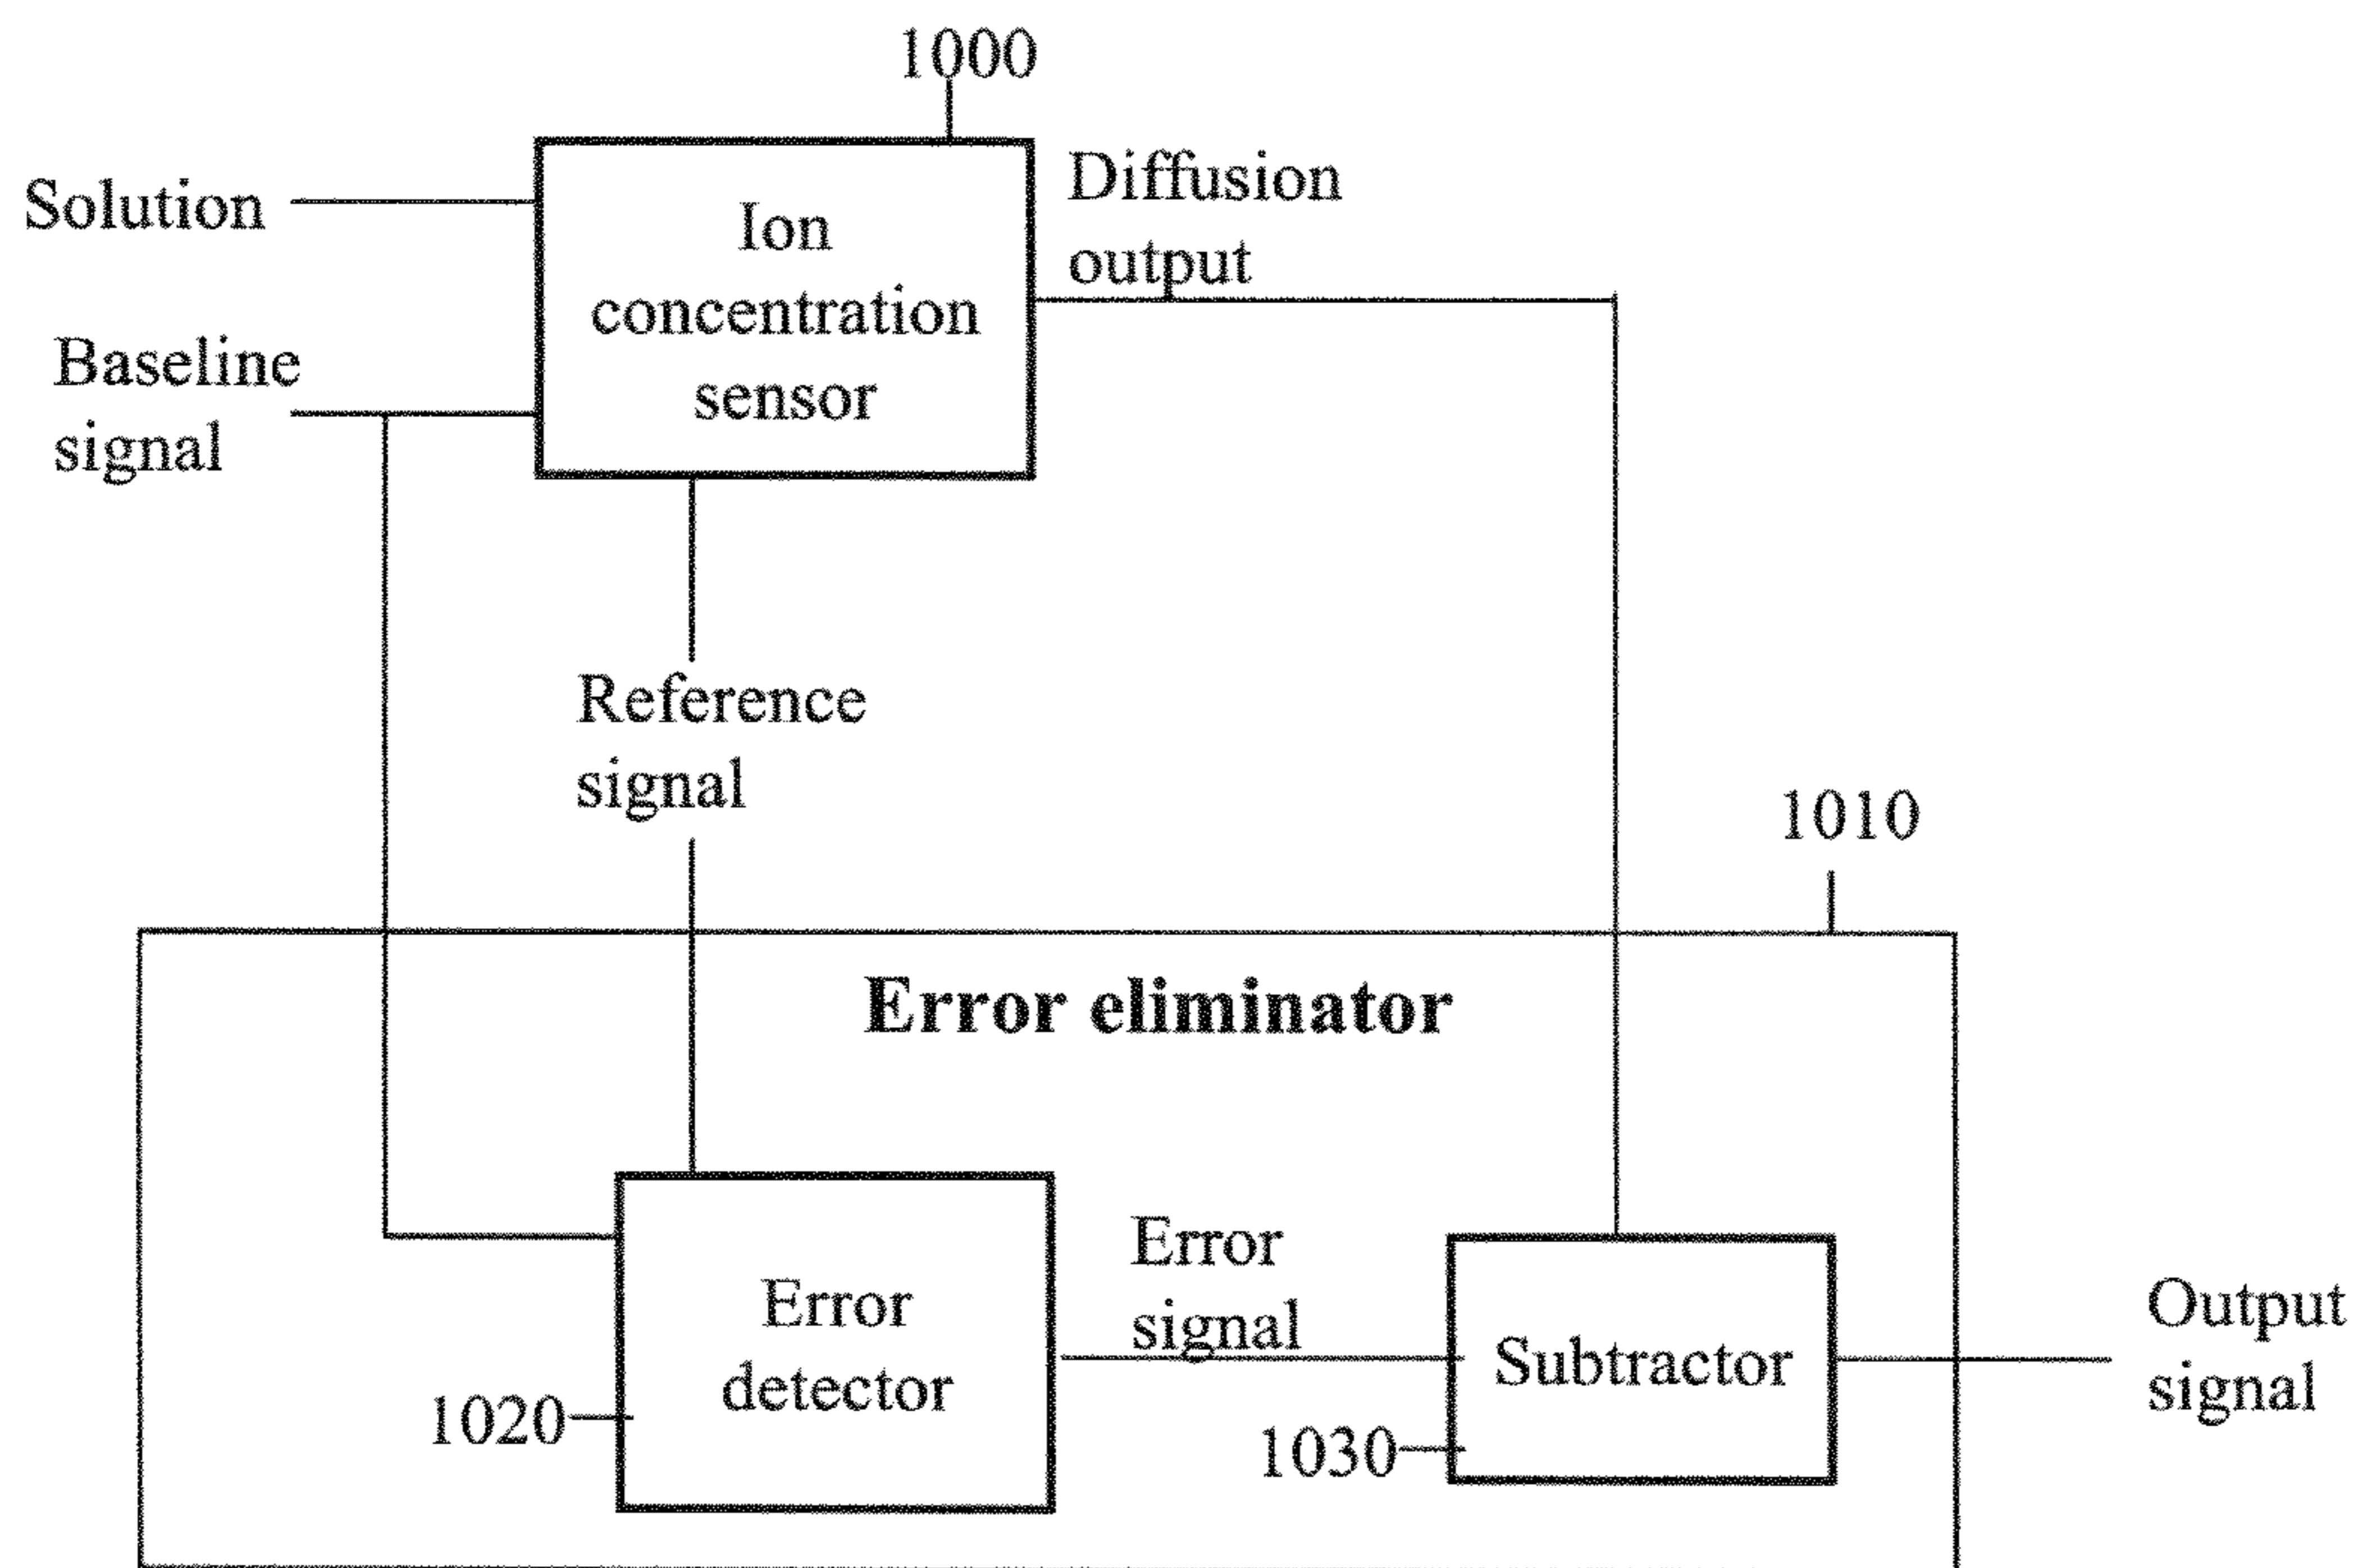 1000
Solution
Ion
concentration
sensor
Diffusion
output
Baseline
signal
Reference
signal
1010
Error eliminator
Error
detector
1020
Error
signal
Subtractor
1030
Output
signal